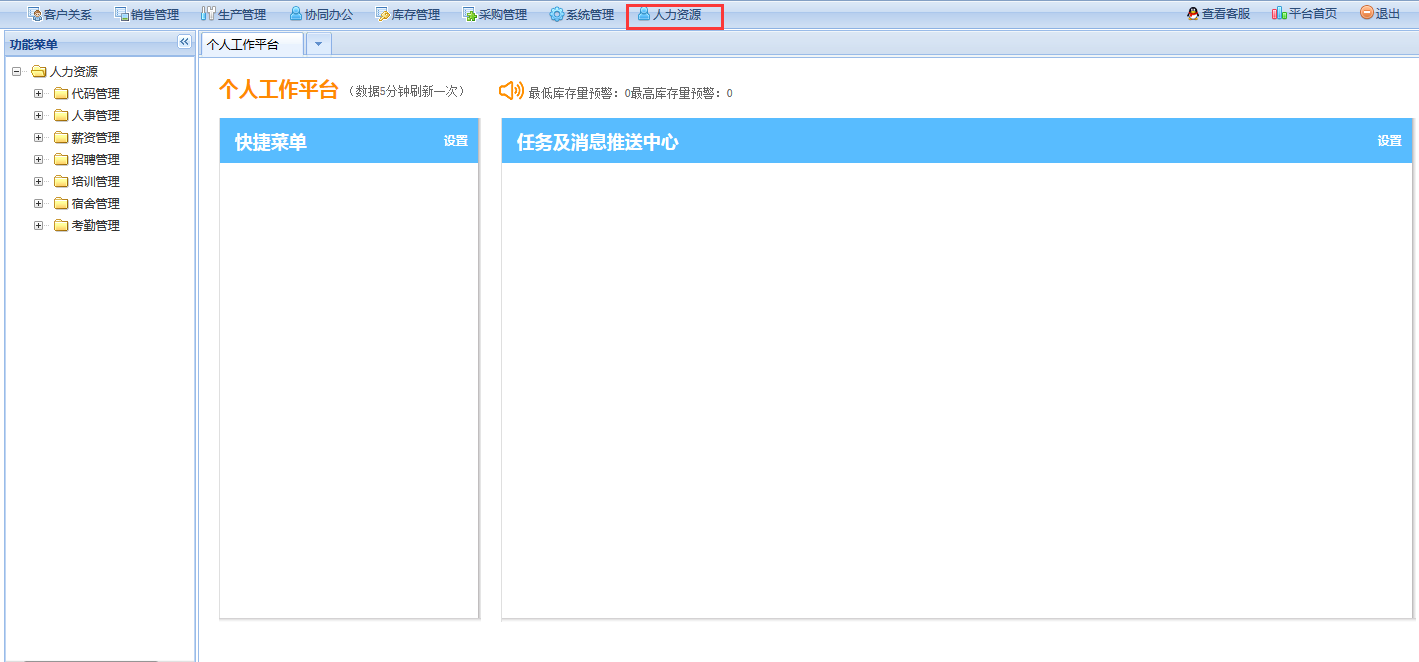 客户关系 销售管理 生产管理 协同办公 库存管理 采购管理 系统管理 人力资源 查看客服 平台首页 退出
功能菜单
个人工作平台
人力资源
代码管理
人事管理
薪资管理
招聘管理
培训管理
宿舍管理
考勤管理
个人工作平台 (数据5分钟刷新一次) 最低库存量预警: 0最高库存量预警: 0
快捷菜单 设置
任务及消息推送中心 设置